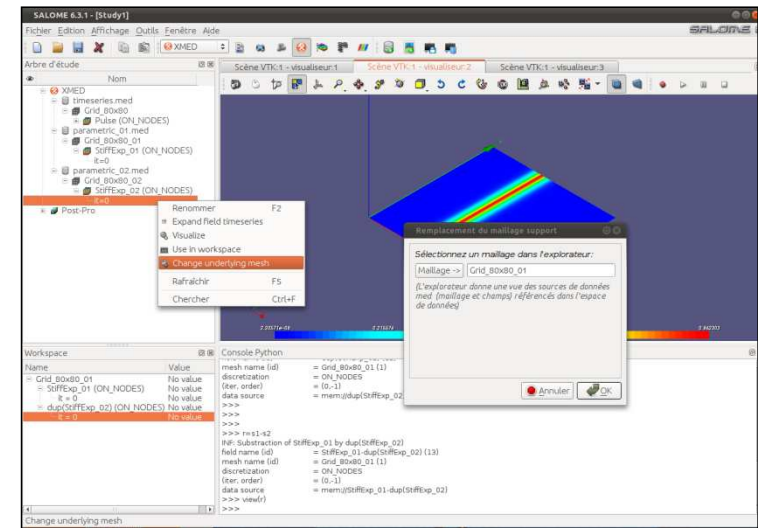 SALOME 6.3.1 - [Study1]
Fichier Edition Affichage Outils Fenêtre Aide
SALOME
XMED
Arbre d'étude
Nom
XMED
timeseries.med
Grid_80x80
Pulse (ON_NODES)
parametric_01.med
Grid_80x80_01
StiffExp_01 (ON_NODES)
it=0
parametric_02.med
Grid_80x80_02
StiffExp_02 (ON_NODES)
it=0
Post-Pro
Renommer F2
Expand field timeseries
Visualize
Use in workspace
Change underlying mesh
Rafraîchir F5
Chercher Ctrl+F
Scène VTK:1 - visualiseur:1 Scène VTK:1 - visualiseur:2 Scène VTK:1 - visualiseur:3
Remplacement du maillage support
Sélectionnez un maillage dans l'explorateur:
Maillage -> Grid_80x80_01
(L'explorateur donne une vue des sources de données
med (maillage et champs) référencés dans l'espace
de données)
Annuler OK
Workspace
Name Value
Grid_80x80_01 No value
StiffExp_01 (ON_NODES) No value
it = 0 No value
dup(StiffExp_02) (ON_NODES) No value
it = 0 No value
Console Python
mesh name (id) = Grid_80x80_01 (1)
discretization = ON_NODES
(iter, order) = (0,-1)
data source = mem://dup(StiffExp_02
>>>
>>>
>>>
>>> r=s1-s2
INF: Substraction of StiffExp_01 by dup(StiffExp_02)
field name (id) = StiffExp_01-dup(StiffExp_02) (13)
mesh name (id) = Grid_80x80_01 (1)
discretization = ON_NODES
(iter, order) = (0,-1)
data source = mem://StiffExp_01-dup(StiffExp_02)
>>> view(r)
>>>
Change underlying mesh